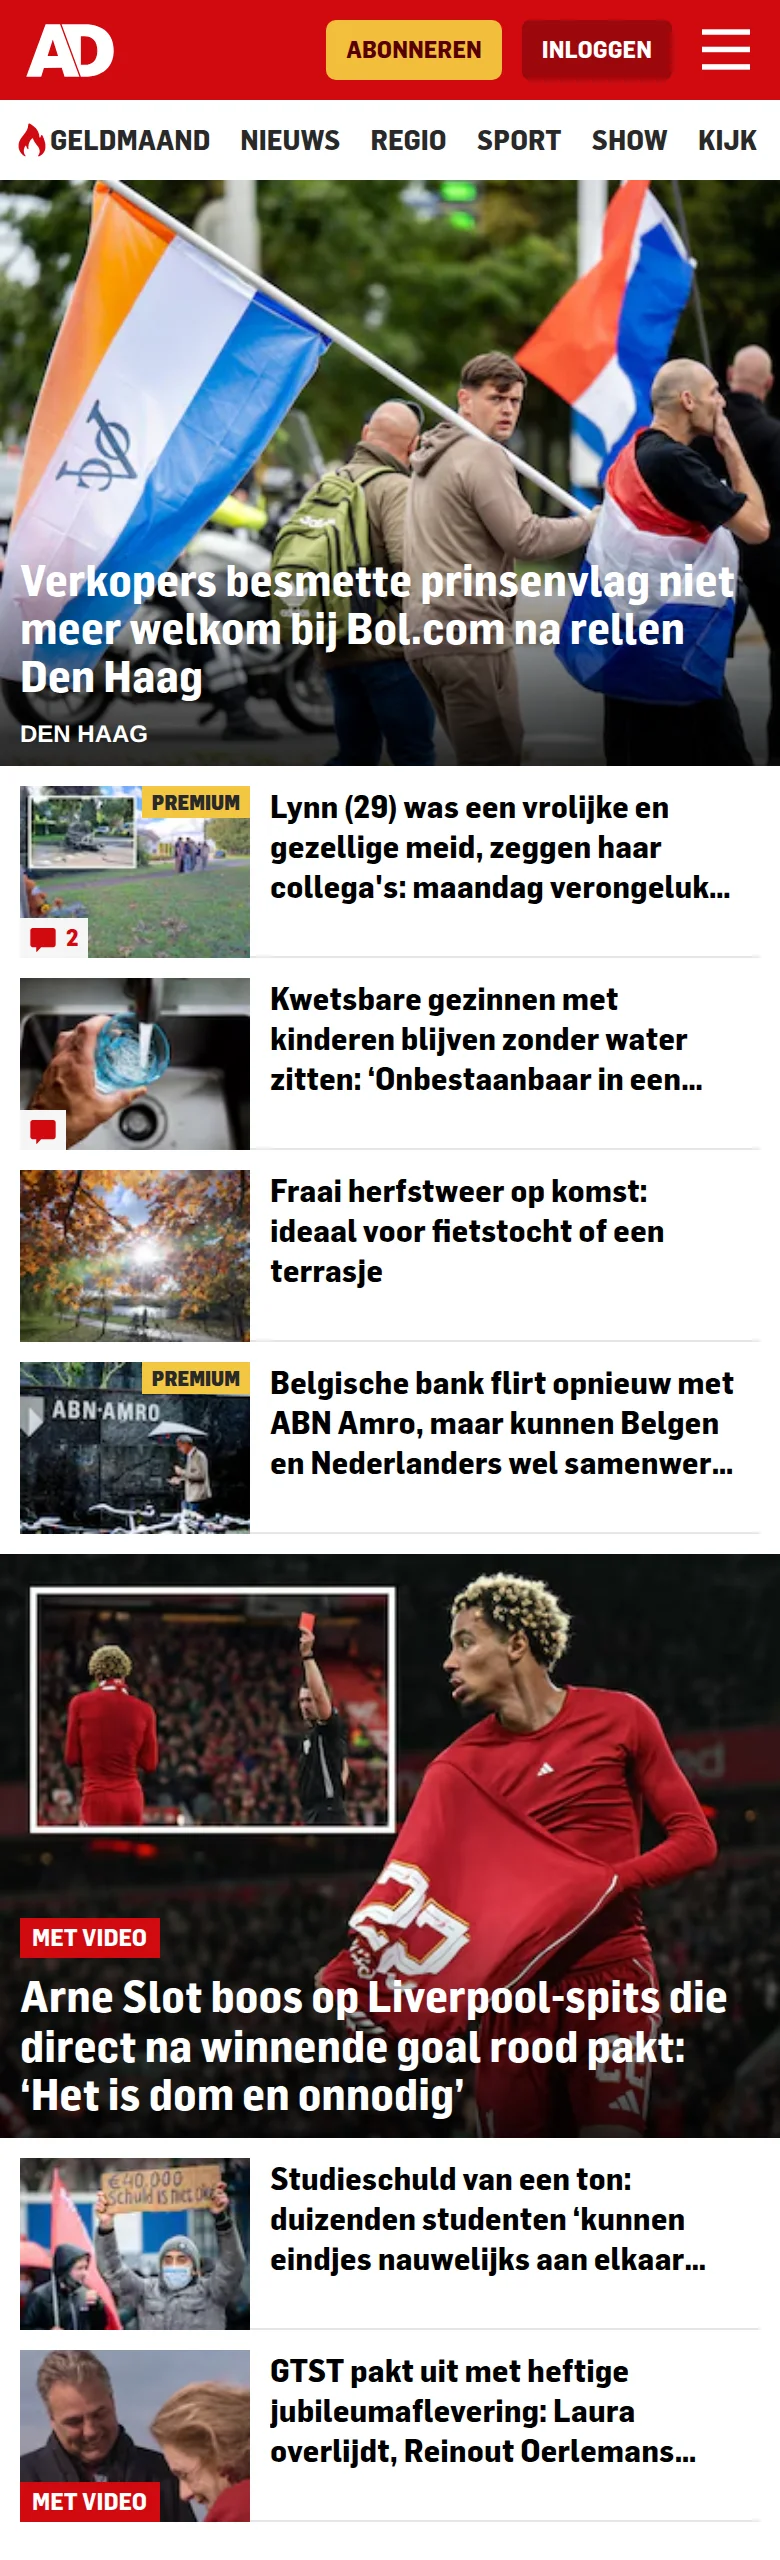 AD
ABONNEREN
INLOGGEN
GELDMAAND NIEUWS REGIO SPORT SHOW KIJK
Verkopers besmette prinsenvlag niet
meer welkom bij Bol.com na rellen
Den Haag
DEN HAAG
PREMIUM
2
Lynn (29) was een vrolijke en
gezellige meid, zeggen haar
collega's: maandag verongeluk...
Kwetsbare gezinnen met
kinderen blijven zonder water
zitten: ‘Onbestaanbaar in een...
Fraai herfstweer op komst:
ideaal voor fietstocht of een
terrasje
PREMIUM
ABN·AMRO
Belgische bank flirt opnieuw met
ABN Amro, maar kunnen Belgen
en Nederlanders wel samenwer...
MET VIDEO
Arne Slot boos op Liverpool-spits die
direct na winnende goal rood pakt:
‘Het is dom en onnodig’
€40.000
Schuld is niet oké
Studieschuld van een ton:
duizenden studenten ‘kunnen
eindjes nauwelijks aan elkaar...
MET VIDEO
GTST pakt uit met heftige
jubileumaflevering: Laura
overlijdt, Reinout Oerlemans...